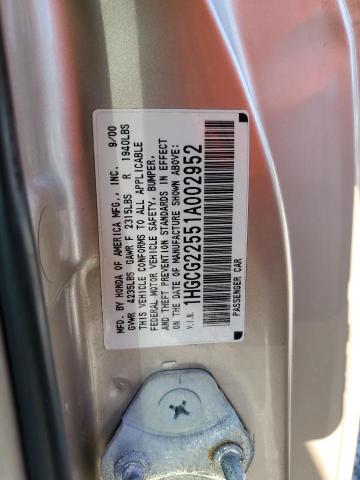 MFD. BY HONDA OF AMERICA MFG., INC. 9/00
GVWR 4235LBS GAWR F 2315LBS R 1940LBS
THIS VEHICLE CONFORMS TO ALL APPLICABLE
FEDERAL MOTOR VEHICLE SAFETY, BUMPER,
AND THEFT PREVENTION STANDARDS IN EFFECT
ON THE DATE OF MANUFACTURE SHOWN ABOVE.
V.I.N. 1HGCG22551A002952
PASSENGER CAR